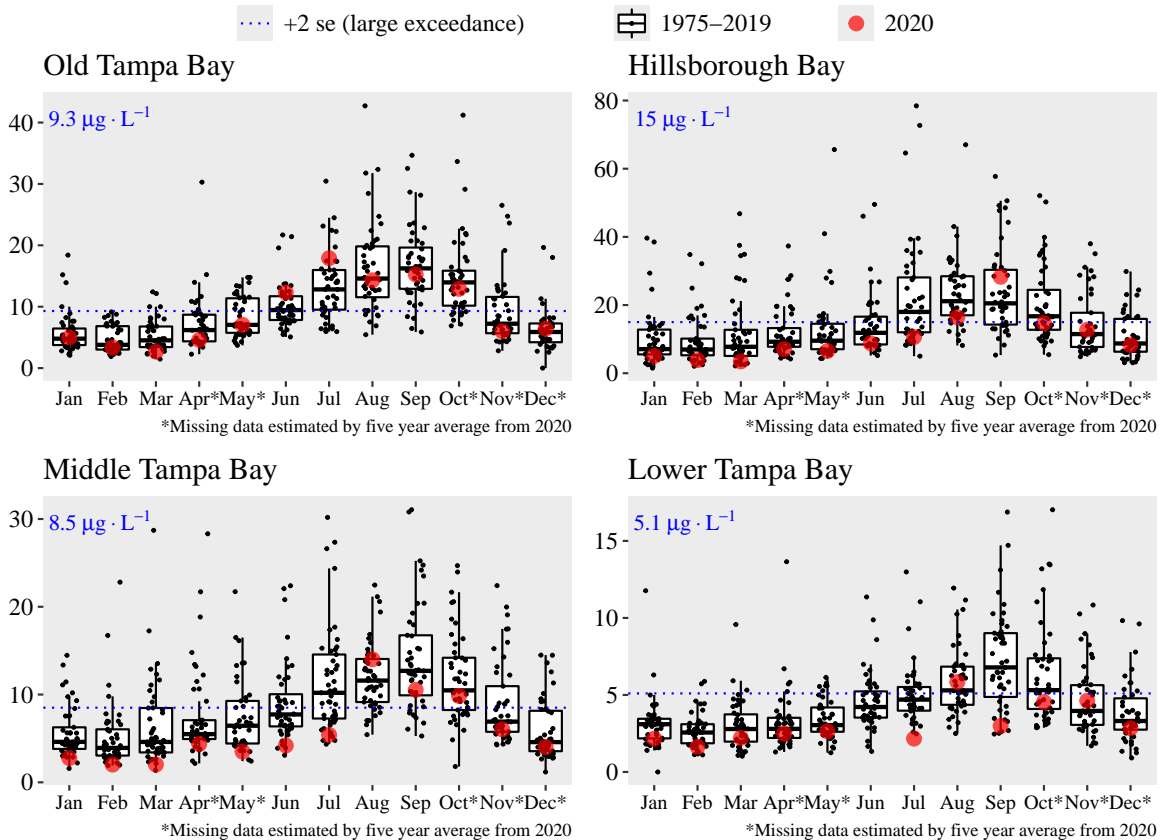 +2 se (large exceedance) 1975−2019 2020
Old Tampa Bay
9.3 μg ⋅ L⁻¹
40
30
20
10
0
Jan Feb Mar Apr* May* Jun Jul Aug Sep Oct* Nov* Dec*
*Missing data estimated by five year average from 2020
Hillsborough Bay
15 μg ⋅ L⁻¹
80
60
40
20
0
Jan Feb Mar Apr* May* Jun Jul Aug Sep Oct* Nov* Dec*
*Missing data estimated by five year average from 2020
Middle Tampa Bay
8.5 μg ⋅ L⁻¹
30
20
10
0
Jan Feb Mar Apr* May* Jun Jul Aug Sep Oct* Nov* Dec*
*Missing data estimated by five year average from 2020
Lower Tampa Bay
5.1 μg ⋅ L⁻¹
15
10
5
0
Jan Feb Mar Apr* May* Jun Jul Aug Sep Oct* Nov* Dec*
*Missing data estimated by five year average from 2020